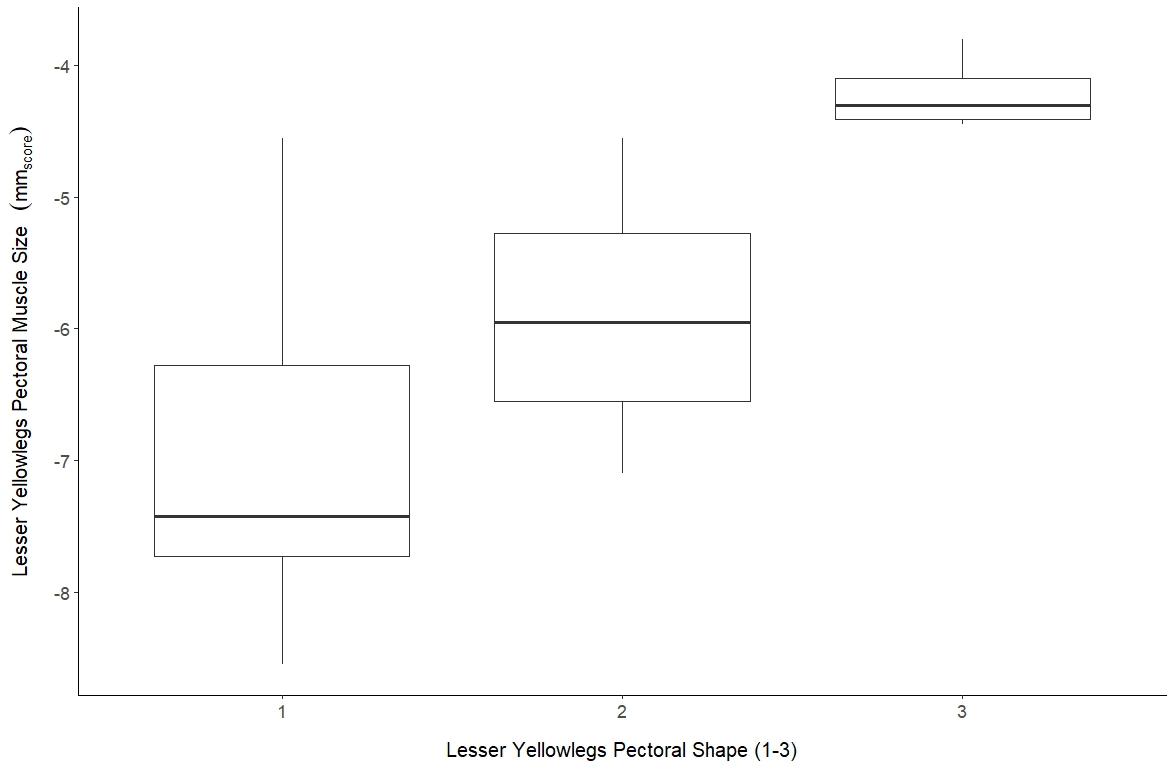 Lesser Yellowlegs Pectoral Muscle Size (mmscore)
-4
-5
-6
-7
-8
1 2 3
Lesser Yellowlegs Pectoral Shape (1-3)